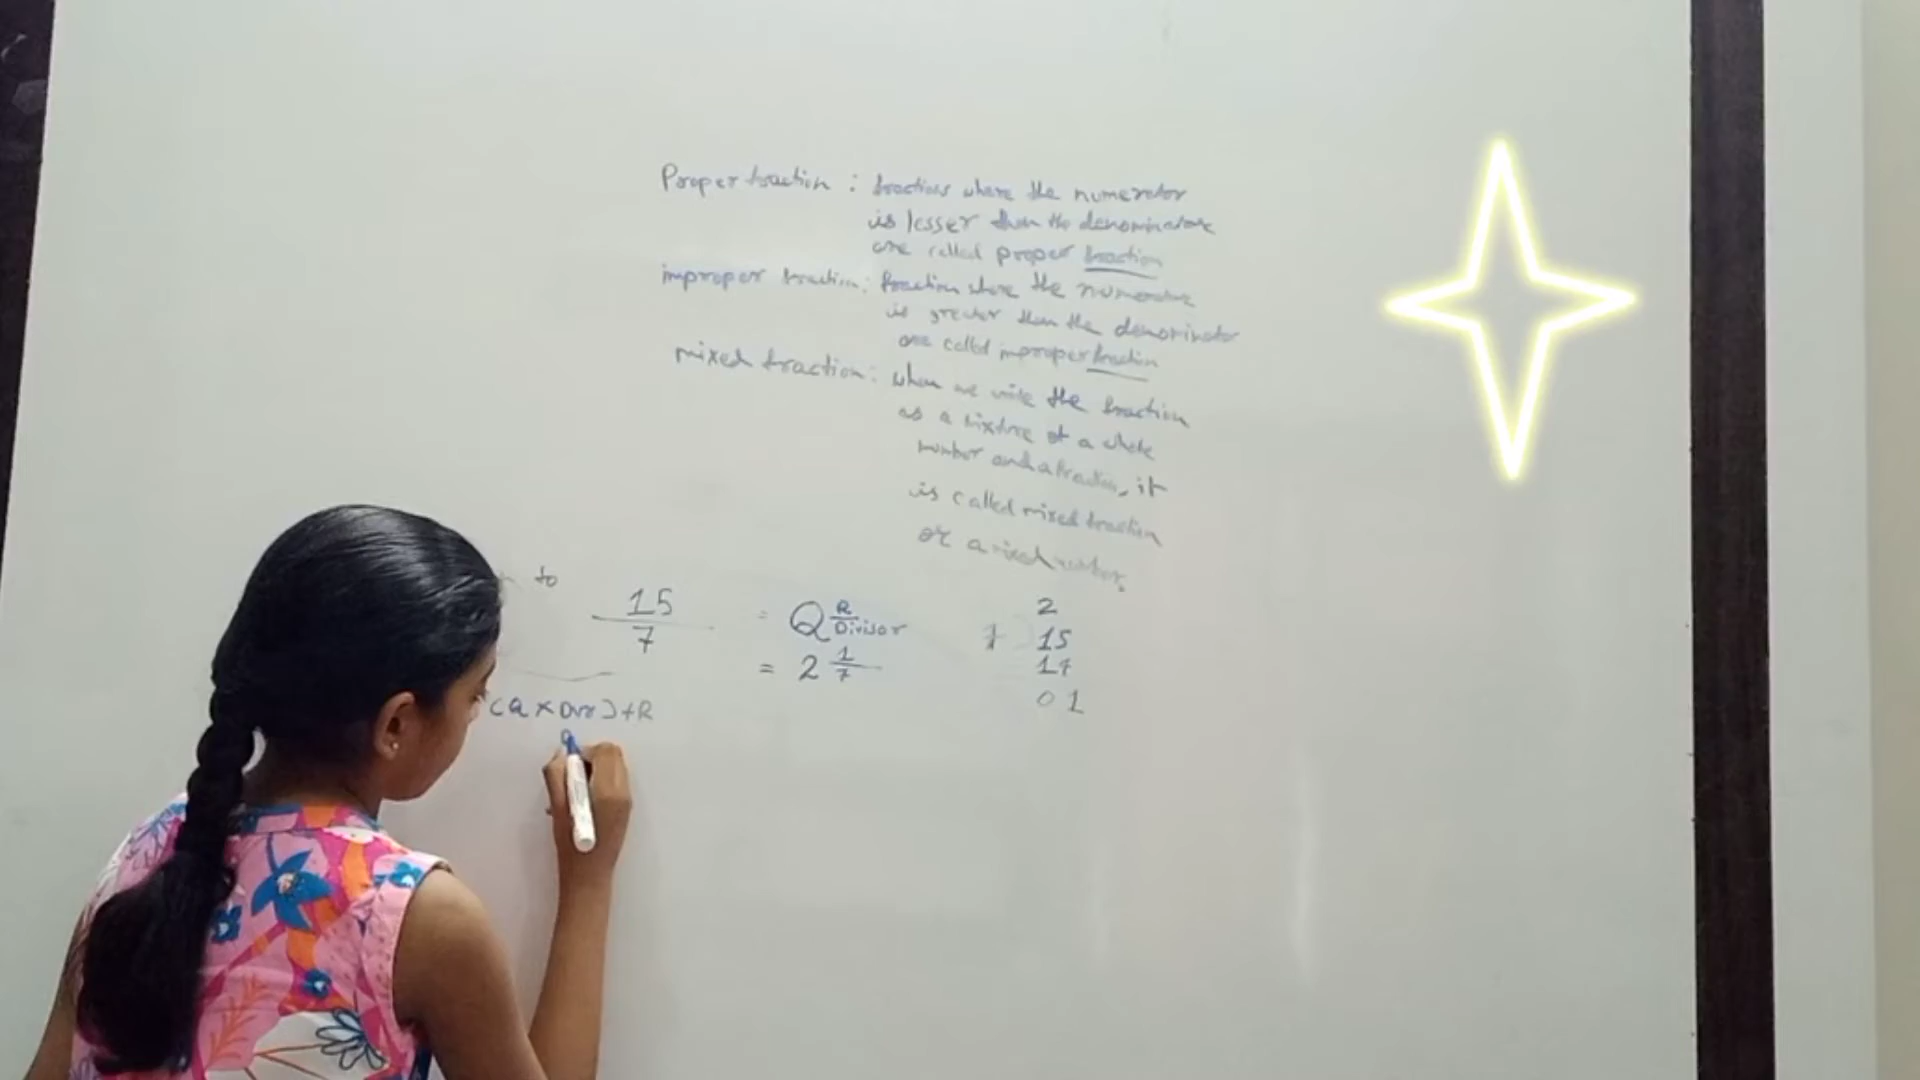 Proper fraction : fractions where the numerator
is lesser than the denominator
are called proper fraction
improper fraction : fraction where the numerator
is greater than the denominator
are called improper fraction
mixed fraction : when we write the fraction
as a mixture of a whole
number and a fraction, it
is called mixed fraction
or a mixed number.
to
15/7 = Q R/Divisor
= 2 1/7
2
7 15
14
01
(Q x Dvr) + R